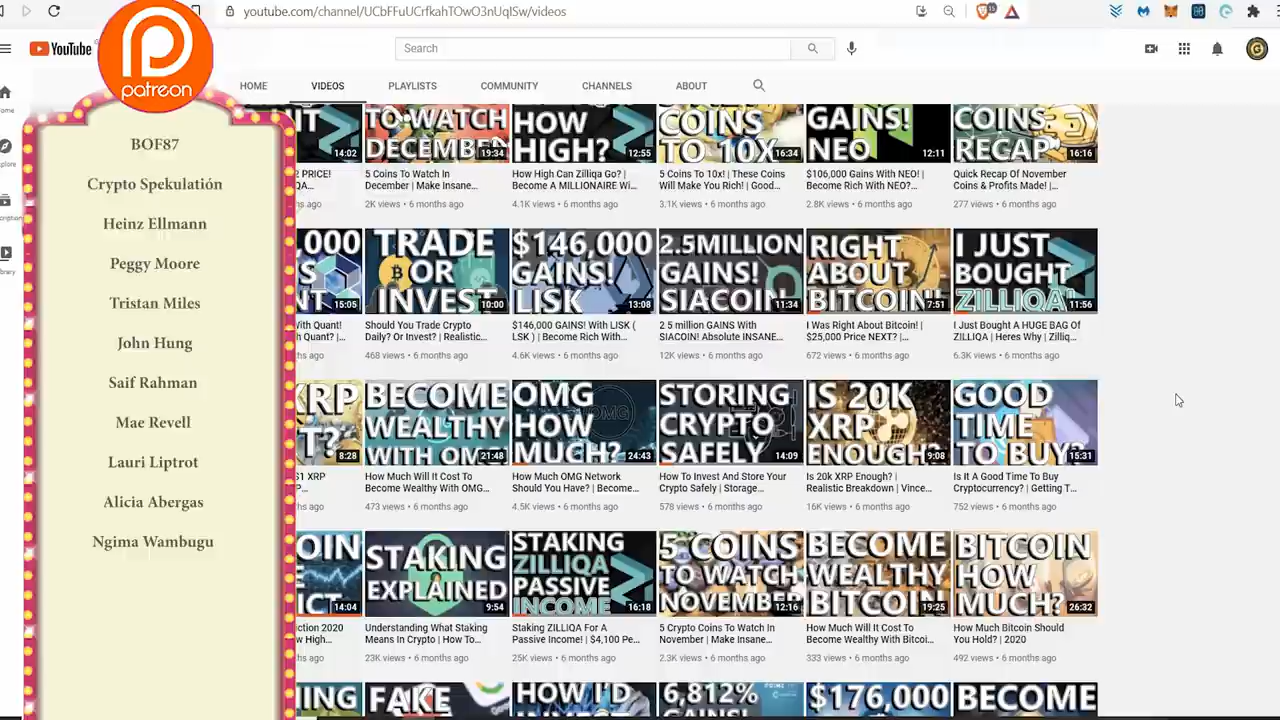 youtube.com/channel/UCbFFuUCrfkahTOwO3nUqISw/videos
15
patreon
YouTube
Search
HOME
VIDEOS
PLAYLISTS
COMMUNITY
CHANNELS
ABOUT
BOF87
Crypto Spekulatión
Heinz Ellmann
Peggy Moore
Tristan Miles
John Hung
Saif Rahman
Mae Revell
Lauri Liptrot
Alicia Abergas
Ngima Wambugu
14:02
TO WATCH
DECEMBER
19:34
5 Coins To Watch In
December | Make Insane...
2K views • 6 months ago
HOW
HIGH?
12:55
How High Can Zilliqa Go? |
Become A MILLIONAIRE Wi...
4.1K views • 6 months ago
COINS
TO 10X
16:34
5 Coins To 10x! | These Coins
Will Make You Rich! | Good...
3.1K views • 6 months ago
GAINS!
NEO
12:11
$106,000 Gains With NEO! |
Become Rich With NEO?...
2.8K views • 6 months ago
COINS
RECAP
16:16
Quick Recap Of November
Coins & Profits Made! |...
277 views • 6 months ago
15:05
TRADE
OR
INVEST
10:00
Should You Trade Crypto
Daily? Or Invest? | Realistic...
468 views • 6 months ago
$146,000
GAINS!
LISK
13:08
$146,000 GAINS! With LISK (
LSK ) | Become Rich With...
4.6K views • 6 months ago
2.5MILLION
GAINS!
SIACOIN
11:34
2.5 million GAINS With
SIACOIN! Absolute INSANE...
12K views • 6 months ago
RIGHT
ABOUT
BITCOIN!
7:51
I Was Right About Bitcoin! |
$25,000 Price NEXT? |...
672 views • 6 months ago
I JUST
BOUGHT
ZILLIQA!
11:56
I Just Bought A HUGE BAG Of
ZILLIQA | Heres Why | Zilliq...
6.3K views • 6 months ago
8:28
BECOME
WEALTHY
WITH OMG
21:48
How Much Will It Cost To
Become Wealthy With OMG...
473 views • 6 months ago
OMG
HOW
MUCH?
24:43
How Much OMG Network
Should You Have? | Become...
4.5K views • 6 months ago
STORING
CRYPTO
SAFELY
14:09
How To Invest And Store Your
Crypto Safely | Storage...
578 views • 6 months ago
IS 20K
XRP
ENOUGH?
9:08
Is 20k XRP Enough? |
Realistic Breakdown | Vince...
16K views • 6 months ago
GOOD
TIME
TO BUY?
15:31
Is It A Good Time To Buy
Cryptocurrency? | Getting T...
752 views • 6 months ago
14:04
STAKING
EXPLAINED
9:54
Understanding What Staking
Means In Crypto | How To...
23K views • 6 months ago
STAKING
ZILLIQA
PASSIVE
INCOME
16:18
Staking ZILLIQA For A
Passive Income! | $4,100 Pe...
25K views • 6 months ago
5 COINS
TO WATCH
NOVEMBER
12:16
5 Crypto Coins To Watch In
November | Make Insane...
2.3K views • 6 months ago
BECOME
WEALTHY
BITCOIN
19:25
How Much Will It Cost To
Become Wealthy With Bitcoi...
333 views • 6 months ago
BITCOIN
HOW
MUCH?
26:32
How Much Bitcoin Should
You Hold? | 2020
492 views • 6 months ago
FAKE
HOW I'D
6,812%
$176,000
BECOME